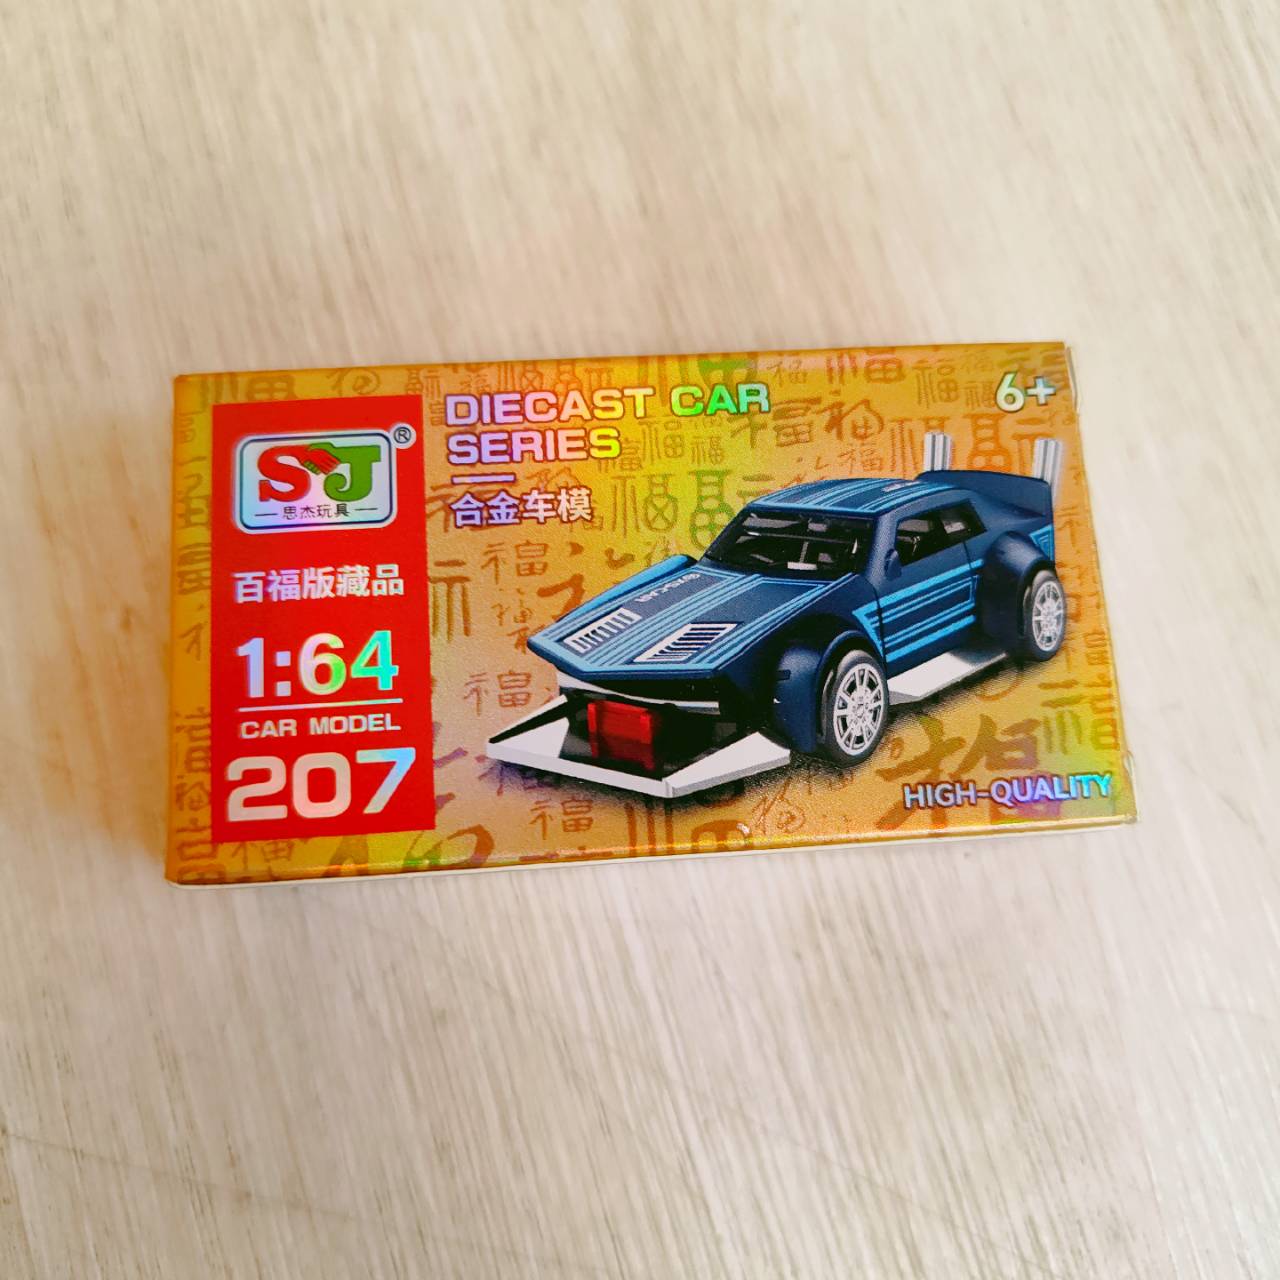 SJ®
思杰玩具
百福版藏品
1:64
CAR MODEL
207
DIECAST CAR
SERIES
合金车模
6+
HIGH-QUALITY